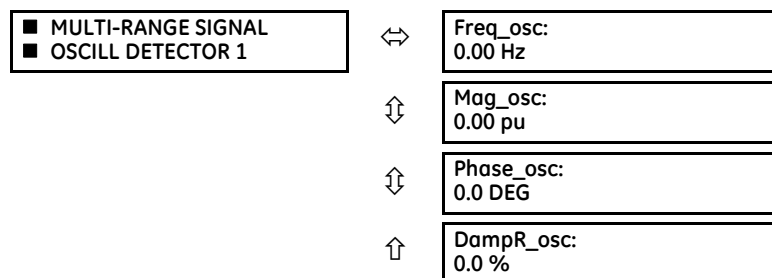 ■ MULTI-RANGE SIGNAL
■ OSCILL DETECTOR 1
Freq_osc:
0.00 Hz
Mag_osc:
0.00 pu
Phase_osc:
0.0 DEG
DampR_osc:
0.0 %